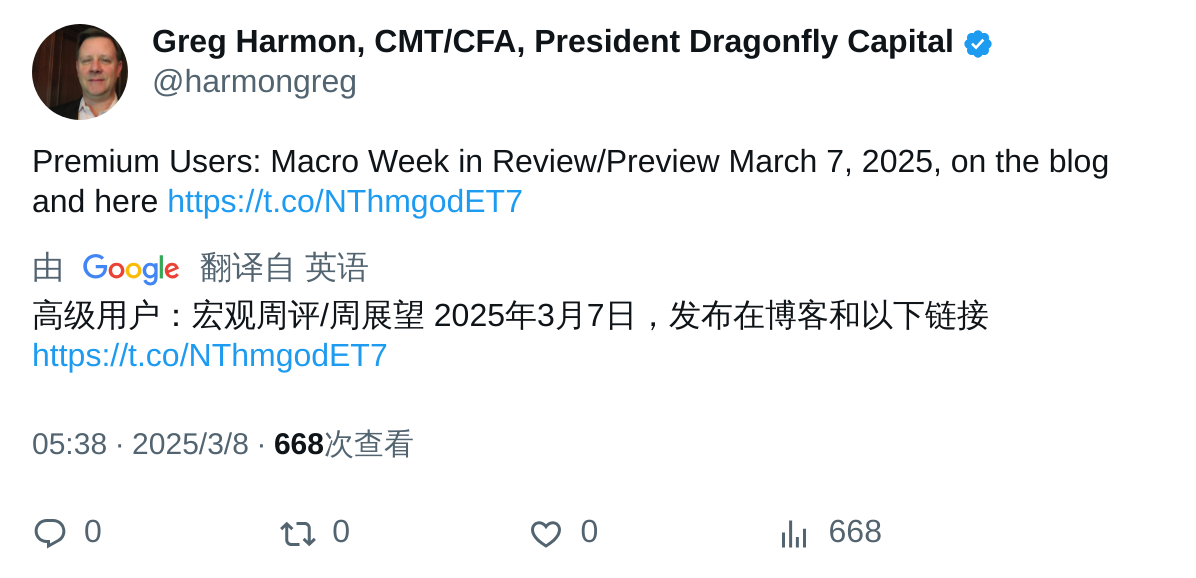 Greg Harmon, CMT/CFA, President Dragonfly Capital
@harmongreg
Premium Users: Macro Week in Review/Preview March 7, 2025, on the blog
and here https://t.co/NThmgodET7
由 Google 翻译自 英语
高级用户：宏观周评/周展望 2025年3月7日，发布在博客和以下链接
https://t.co/NThmgodET7
05:38 · 2025/3/8 · 668次查看
0 0 0 668